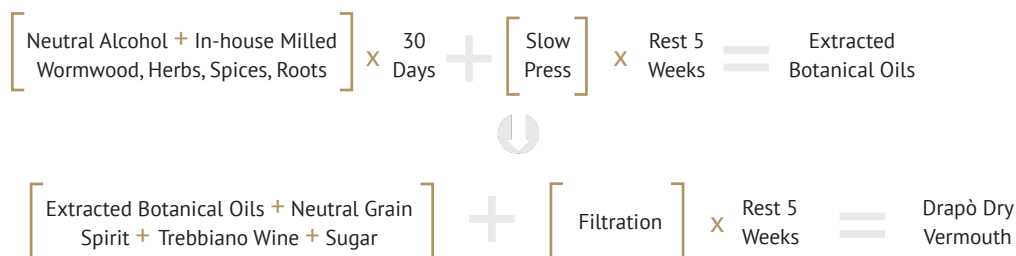 Neutral Alcohol + In-house Milled
Wormwood, Herbs, Spices, Roots
x
30
Days
+
Slow
Press
x
Rest 5
Weeks
=
Extracted
Botanical Oils
Extracted Botanical Oils + Neutral Grain
Spirit + Trebbiano Wine + Sugar
+
Filtration
x
Rest 5
Weeks
=
Drapò Dry
Vermouth